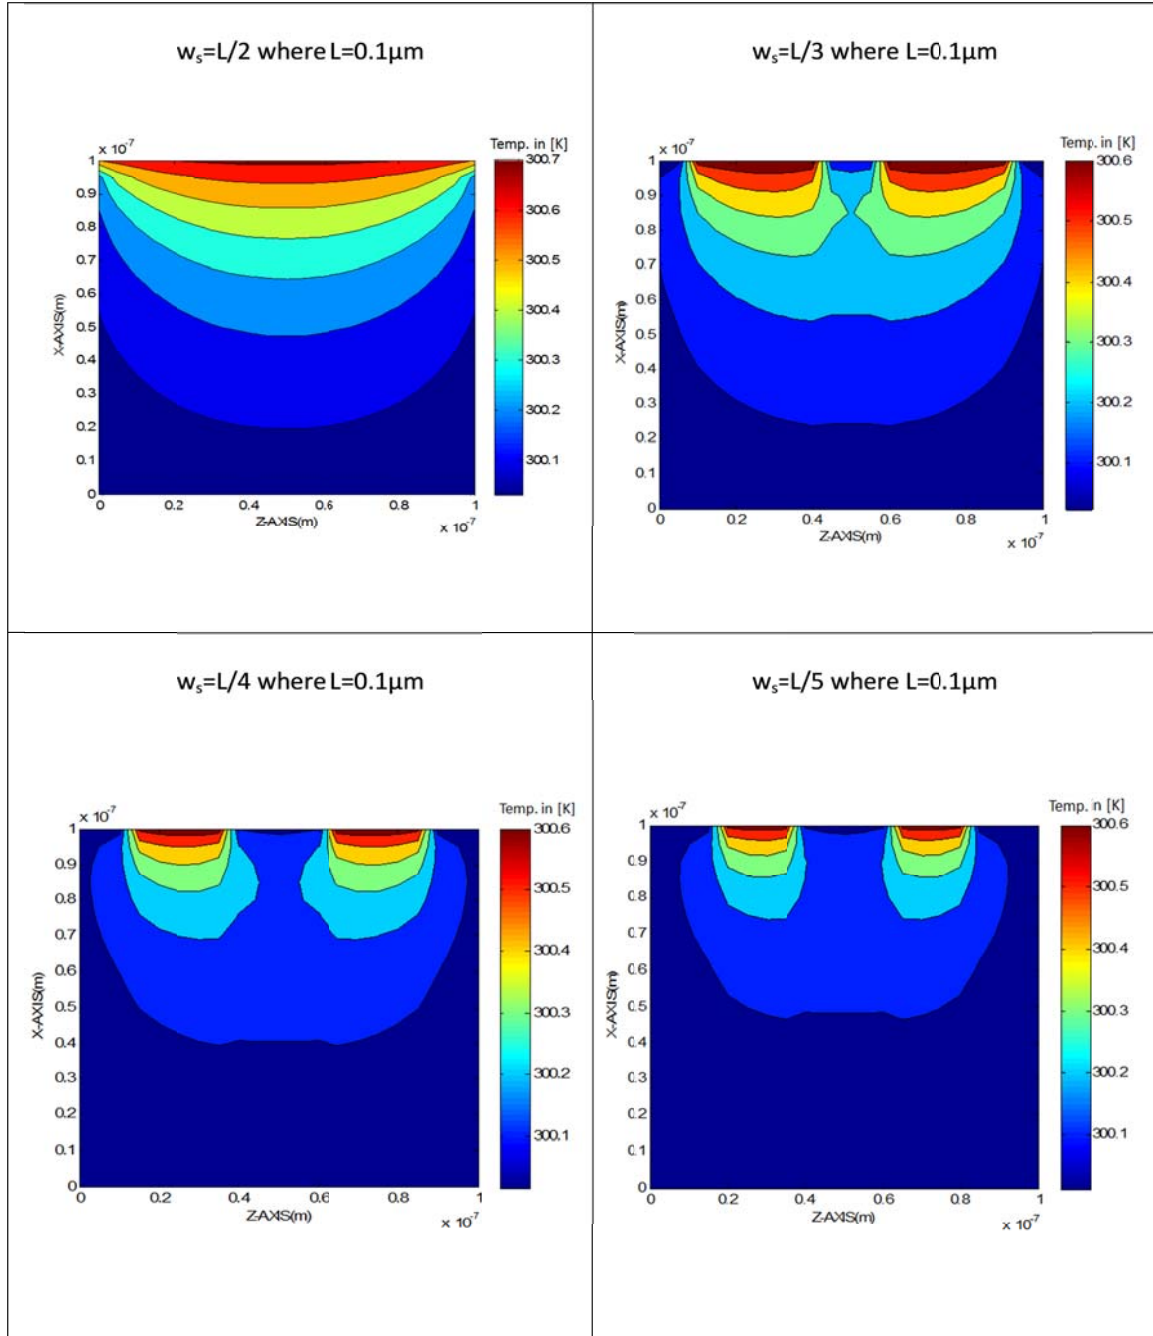 wₛ=L/2 where L=0.1μm
x 10⁻⁷
Temp. in [K]
1
0.9
0.8
0.7
0.6
0.5
0.4
0.3
0.2
0.1
0
X-AXIS(m)
300.7
300.6
300.5
300.4
300.3
300.2
300.1
0 0.2 0.4 0.6 0.8 1
Z-AXIS(m)
x 10⁻⁷
wₛ=L/3 where L=0.1μm
x 10⁻⁷
Temp. in [K]
1
0.9
0.8
0.7
0.6
0.5
0.4
0.3
0.2
0.1
0
X-AXIS(m)
300.6
300.5
300.4
300.3
300.2
300.1
0 0.2 0.4 0.6 0.8 1
Z-AXIS(m)
x 10⁻⁷
wₛ=L/4 where L=0.1μm
x 10⁻⁷
Temp. in [K]
1
0.9
0.8
0.7
0.6
0.5
0.4
0.3
0.2
0.1
0
X-AXIS(m)
300.6
300.5
300.4
300.3
300.2
300.1
0 0.2 0.4 0.6 0.8 1
Z-AXIS(m)
x 10⁻⁷
wₛ=L/5 where L=0.1μm
x 10⁻⁷
Temp. in [K]
1
0.9
0.8
0.7
0.6
0.5
0.4
0.3
0.2
0.1
0
X-AXIS(m)
300.6
300.5
300.4
300.3
300.2
300.1
0 0.2 0.4 0.6 0.8 1
Z-AXIS(m)
x 10⁻⁷